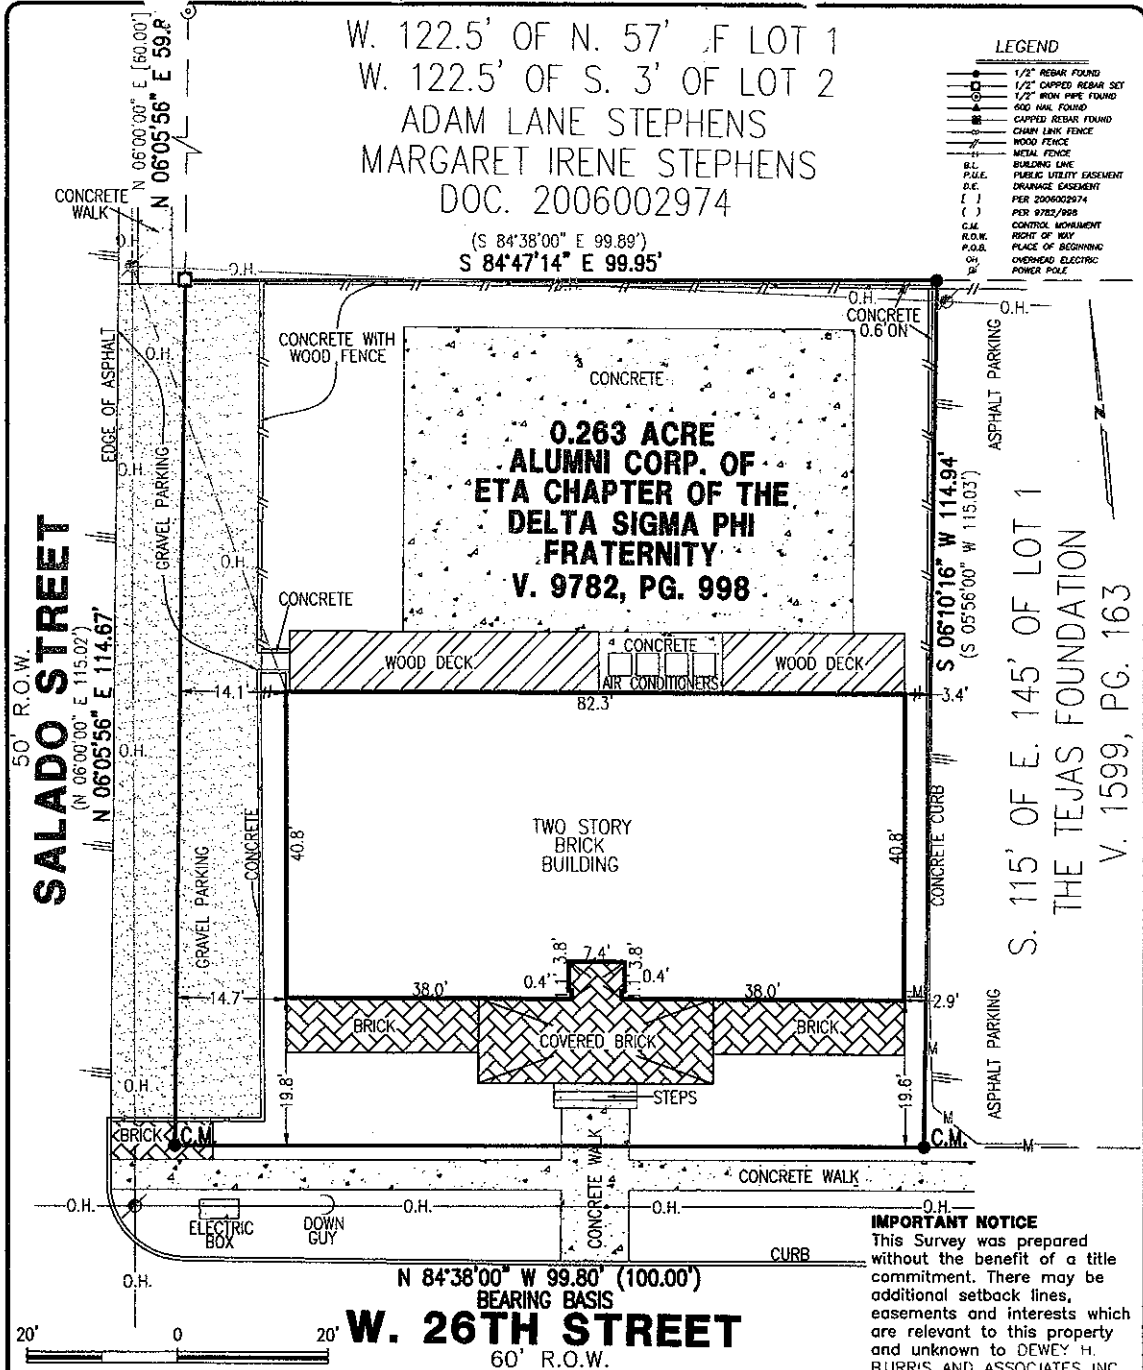 W. 122.5' OF N. 57' OF LOT 1
W. 122.5' OF S. 3' OF LOT 2
ADAM LANE STEPHENS
MARGARET IRENE STEPHENS
DOC. 2006002974
LEGEND
1/2" REBAR FOUND
1/2" CAPPED REBAR SET
1/2" IRON PIPE FOUND
60D NAIL FOUND
CAPPED REBAR FOUND
CHAIN LINK FENCE
WOOD FENCE
METAL FENCE
B.L. BUILDING LINE
P.U.E. PUBLIC UTILITY EASEMENT
D.E. DRAINAGE EASEMENT
[ ] PER 2006002974
( ) PER 9782/998
C.M. CONTROL MONUMENT
R.O.W. RIGHT OF WAY
P.O.B. PLACE OF BEGINNING
OH OVERHEAD ELECTRIC
POWER POLE
N 06°00'00" E [60.00']
N 06°05'56" E 59.8
CONCRETE
WALK
O.H.
O.H.
(S 84°38'00" E 99.89')
S 84°47'14" E 99.95'
O.H.
O.H.
CONCRETE
0.6'ON
CONCRETE WITH
WOOD FENCE
EDGE OF ASPHALT
GRAVEL PARKING
O.H.
O.H.
O.H.
CONCRETE
0.263 ACRE
ALUMNI CORP. OF
ETA CHAPTER OF THE
DELTA SIGMA PHI
FRATERNITY
V. 9782, PG. 998
ASPHALT PARKING
N
S 06°10'16" W 114.94'
(S 05°56'00" W 115.03')
S. 115' OF E. 145' OF LOT 1
THE TEJAS FOUNDATION
V. 1599, PG. 163
50' R.O.W.
SALADO STREET
(N 06°00'00" E 115.02')
N 06°05'56" E 114.67'
O.H.
CONCRETE
WOOD DECK
CONCRETE
AIR CONDITIONERS
WOOD DECK
14.1'
82.3'
3.4'
GRAVEL PARKING
CONCRETE
40.8'
TWO STORY
BRICK
BUILDING
40.8'
CONCRETE CURB
3.8'
7.4'
3.8'
0.4'
1.1'
1.1'
0.4'
14.7'
38.0'
38.0'
M
2.9'
BRICK
COVERED BRICK
BRICK
M
ASPHALT PARKING
O.H.
19.8'
STEPS
19.6'
M
BRICK
C.M.
C.M.
M
CONCRETE WALK
CONCRETE WALK
O.H.
O.H.
O.H.
O.H.
ELECTRIC
BOX
DOWN
GUY
CURB
O.H.
N 84°38'00" W 99.80' (100.00')
BEARING BASIS
W. 26TH STREET
60' R.O.W.
20' 0 20'
IMPORTANT NOTICE
This Survey was prepared
without the benefit of a title
commitment. There may be
additional setback lines,
easements and interests which
are relevant to this property
and unknown to DEWEY H.
BURRIS AND ASSOCIATES INC